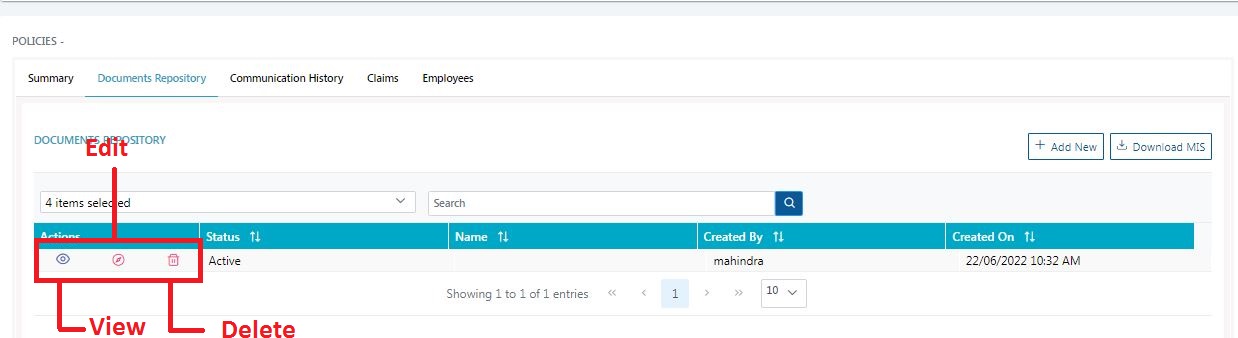 POLICIES -
Summary Documents Repository Communication History Claims Employees
DOCUMENTS REPOSITORY
Edit
+ Add New Download MIS
4 items selected Search
Actions Status Name Created By Created On
Active mahindra 22/06/2022 10:32 AM
Showing 1 to 1 of 1 entries « ‹ 1 › » 10
View Delete